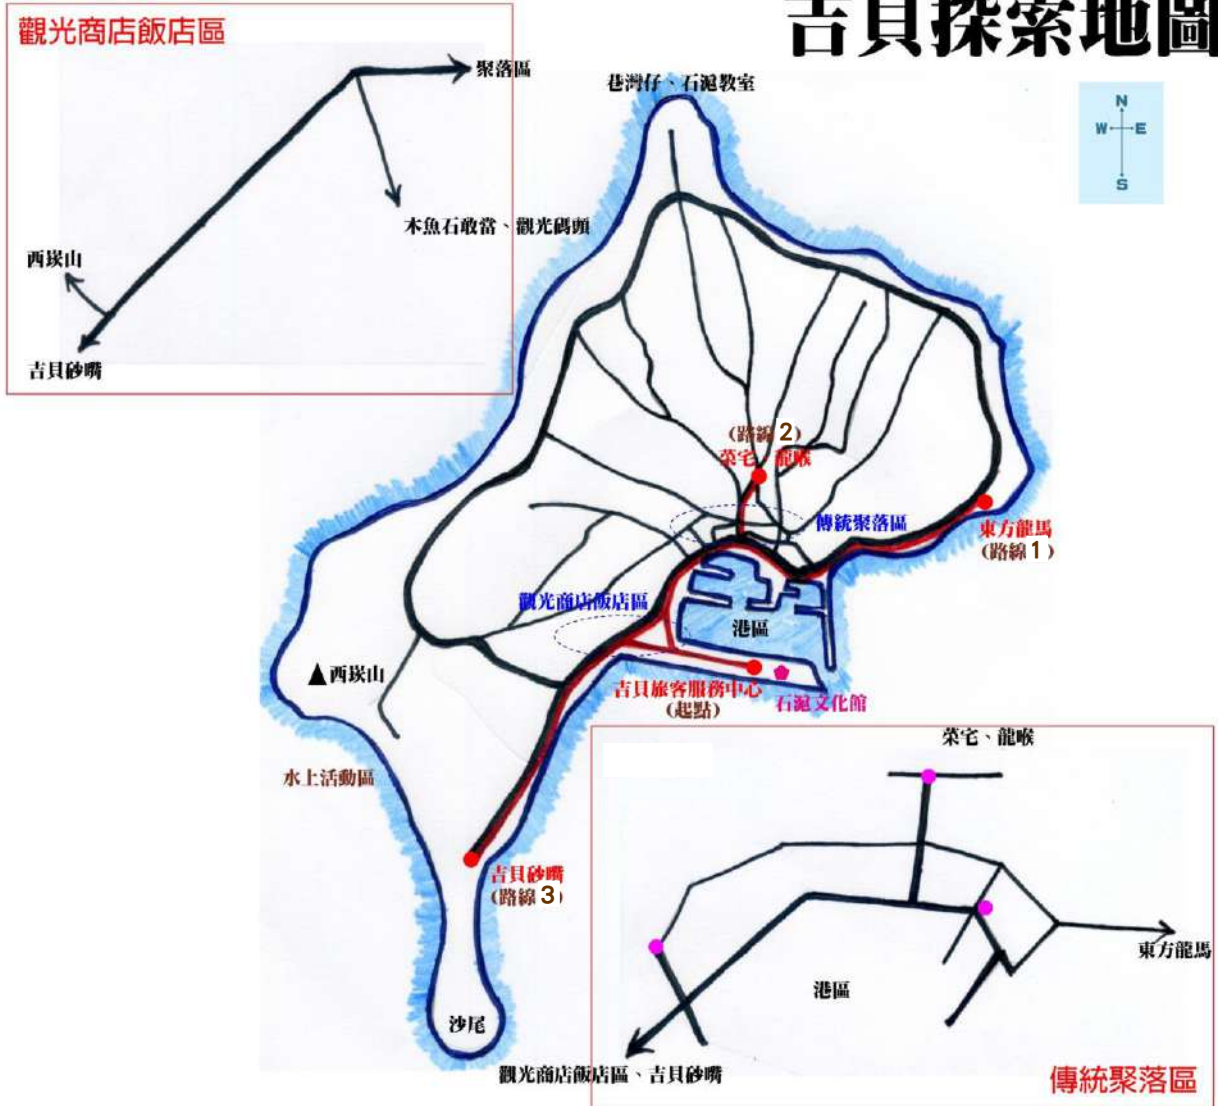 吉貝探索地圖
觀光商店飯店區
聚落區
木魚石敢當、觀光碼頭
西崁山
吉貝砂嘴
巷灣仔、石滬教室
N
W E
S
(路線2)
菜宅 龍喉
傳統聚落區
東方龍馬
(路線1)
觀光商店飯店區
港區
西崁山
吉貝旅客服務中心
(起點)
石滬文化館
水上活動區
吉貝砂嘴
(路線3)
沙尾
菜宅、龍喉
東方龍馬
港區
觀光商店飯店區、吉貝砂嘴
傳統聚落區